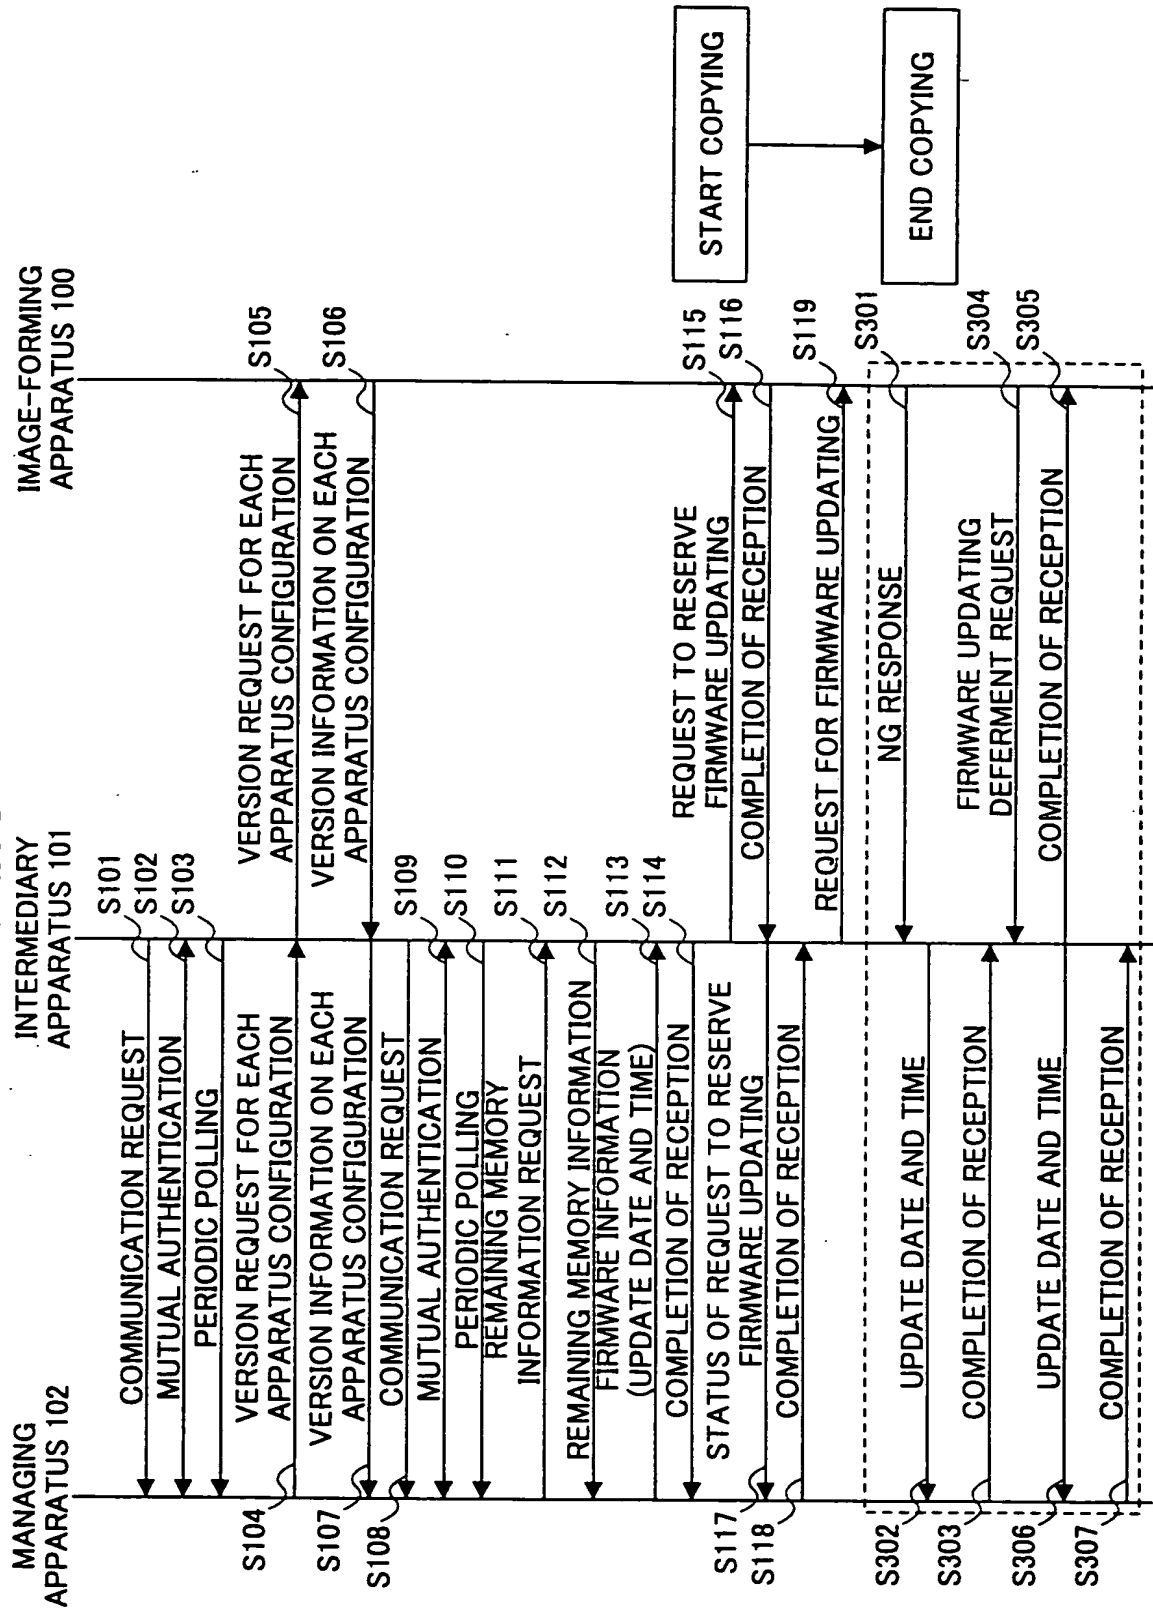 MANAGING
APPARATUS 102
INTERMEDIARY
APPARATUS 101
IMAGE-FORMING
APPARATUS 100
COMMUNICATION REQUEST
S101
MUTUAL AUTHENTICATION
S102
PERIODIC POLLING
S103
S104
VERSION REQUEST FOR EACH
APPARATUS CONFIGURATION
VERSION REQUEST FOR EACH
APPARATUS CONFIGURATION
S105
S107
VERSION INFORMATION ON EACH
APPARATUS CONFIGURATION
VERSION INFORMATION ON EACH
APPARATUS CONFIGURATION
S106
S108
COMMUNICATION REQUEST
MUTUAL AUTHENTICATION
S109
PERIODIC POLLING
S110
REMAINING MEMORY
INFORMATION REQUEST
S111
REMAINING MEMORY INFORMATION
S112
FIRMWARE INFORMATION
(UPDATE DATE AND TIME)
S113
COMPLETION OF RECEPTION
S114
REQUEST TO RESERVE
FIRMWARE UPDATING
S115
START COPYING
S117
STATUS OF REQUEST TO RESERVE
FIRMWARE UPDATING
COMPLETION OF RECEPTION
S116
S118
COMPLETION OF RECEPTION
REQUEST FOR FIRMWARE UPDATING
S119
END COPYING
NG RESPONSE
S301
S302
UPDATE DATE AND TIME
S303
COMPLETION OF RECEPTION
FIRMWARE UPDATING
DEFERMENT REQUEST
S304
S306
UPDATE DATE AND TIME
COMPLETION OF RECEPTION
S305
S307
COMPLETION OF RECEPTION